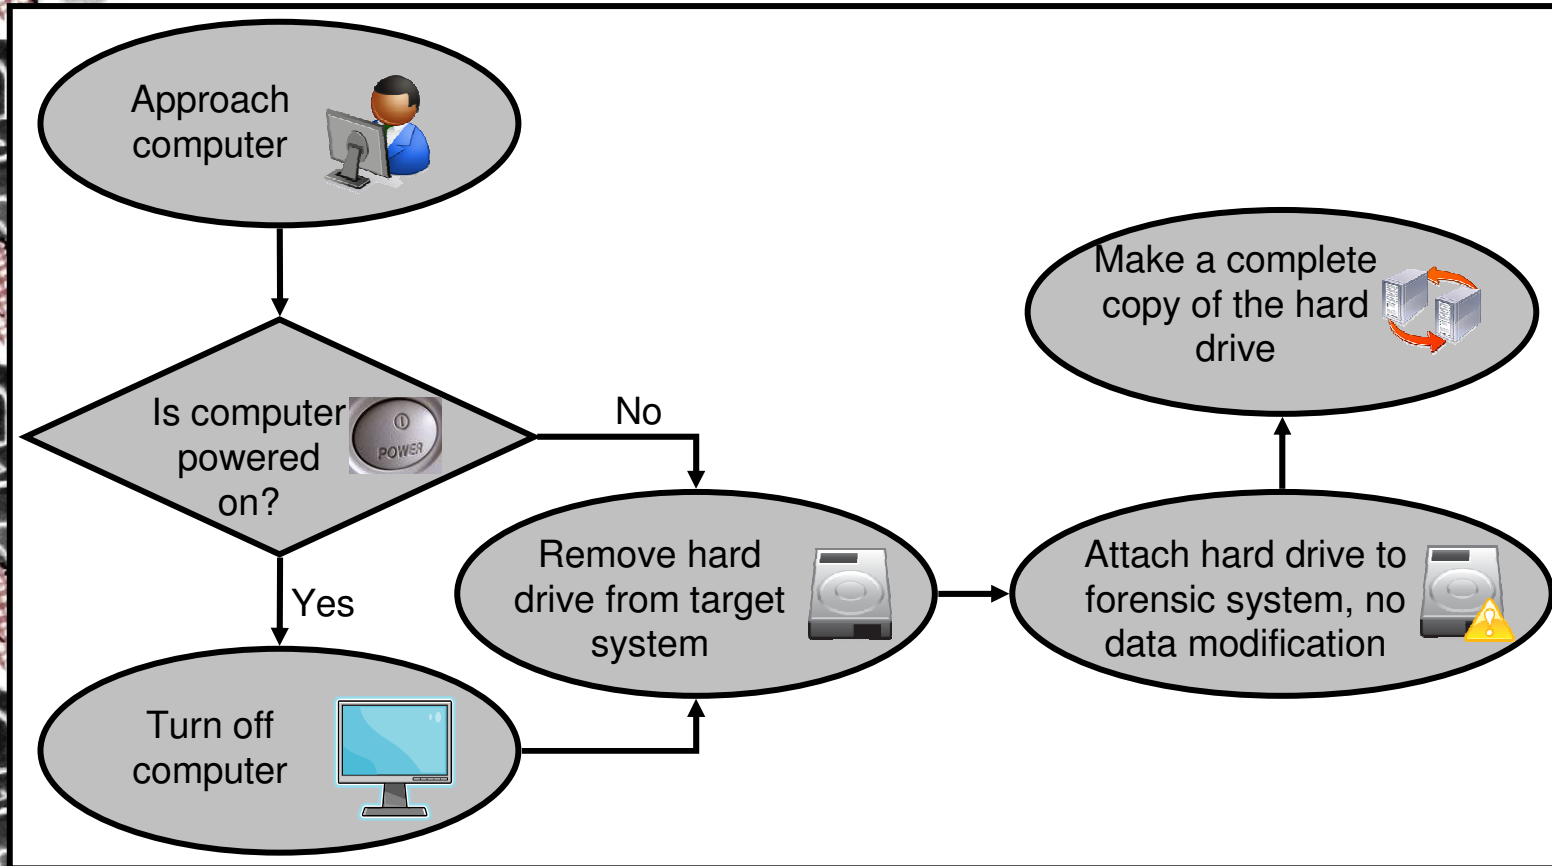 Approach
computer
Is computer
powered
on?
POWER
No
Yes
Turn off
computer
Remove hard
drive from target
system
Attach hard drive to
forensic system, no
data modification
Make a complete
copy of the hard
drive